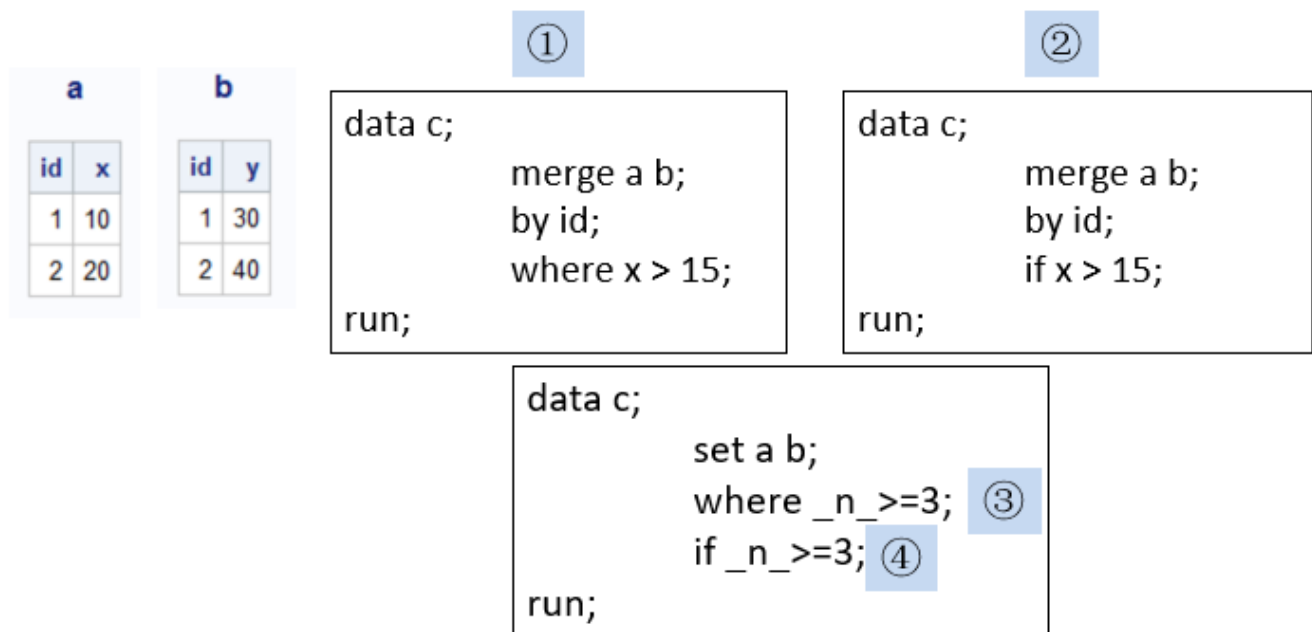 ① ②
a b
id x id y
1 10 1 30
2 20 2 40
data c;
merge a b;
by id;
where x > 15;
run;
data c;
merge a b;
by id;
if x > 15;
run;
data c;
set a b;
where _n_>=3; ③
if _n_>=3; ④
run;